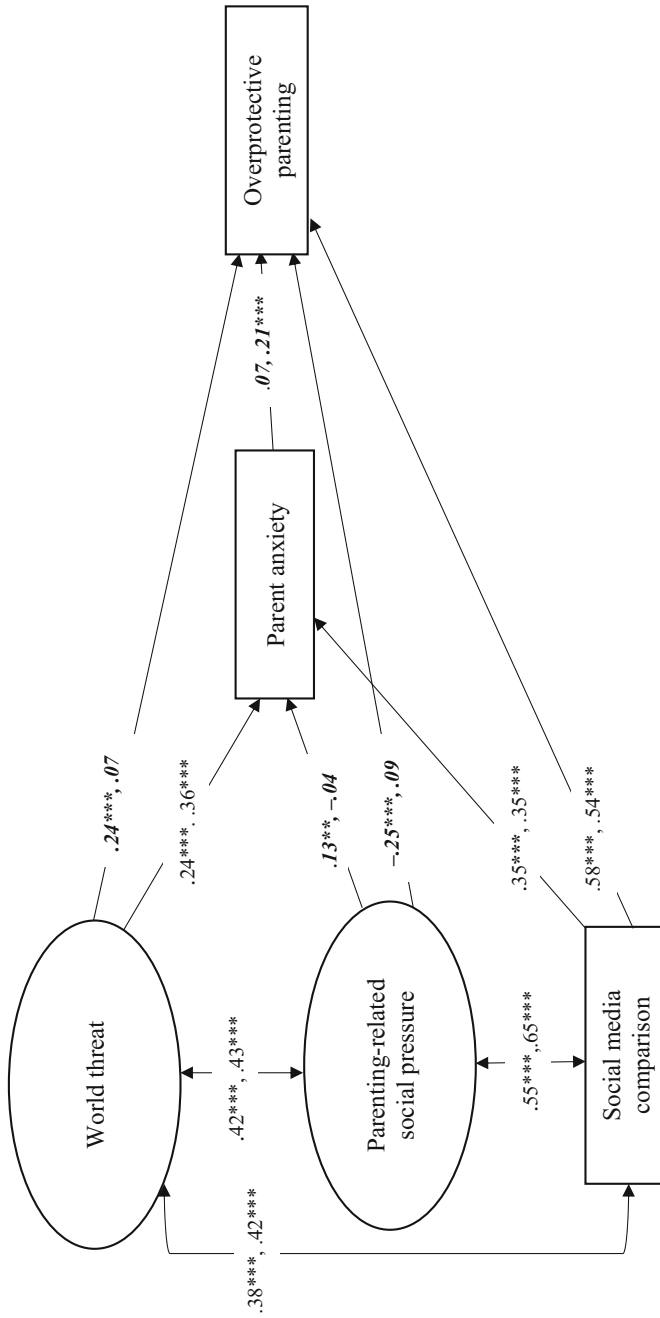 World threat
Parenting-related
social pressure
Social media
comparison
Parent anxiety
Overprotective
parenting
.38***, .42***
.42***, .43***
.55***,.65***
.24***, .07
.24***, .36***
.13**, –.04
–.25***, .09
.35***, .35***
.58***, .54***
.07, .21***